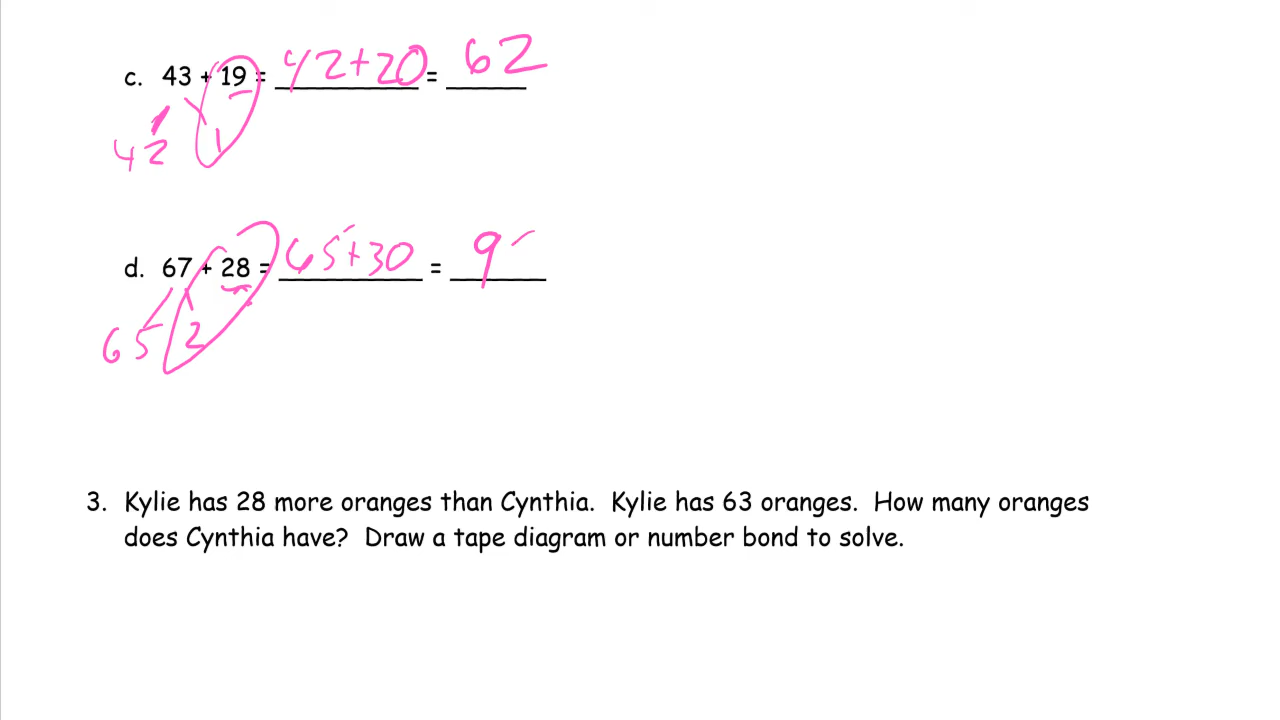 c. 43 + 19 = 42+20 = 62
42 1
d. 67 + 28 = 65+30 = 9
65 2
3. Kylie has 28 more oranges than Cynthia. Kylie has 63 oranges. How many oranges
does Cynthia have? Draw a tape diagram or number bond to solve.